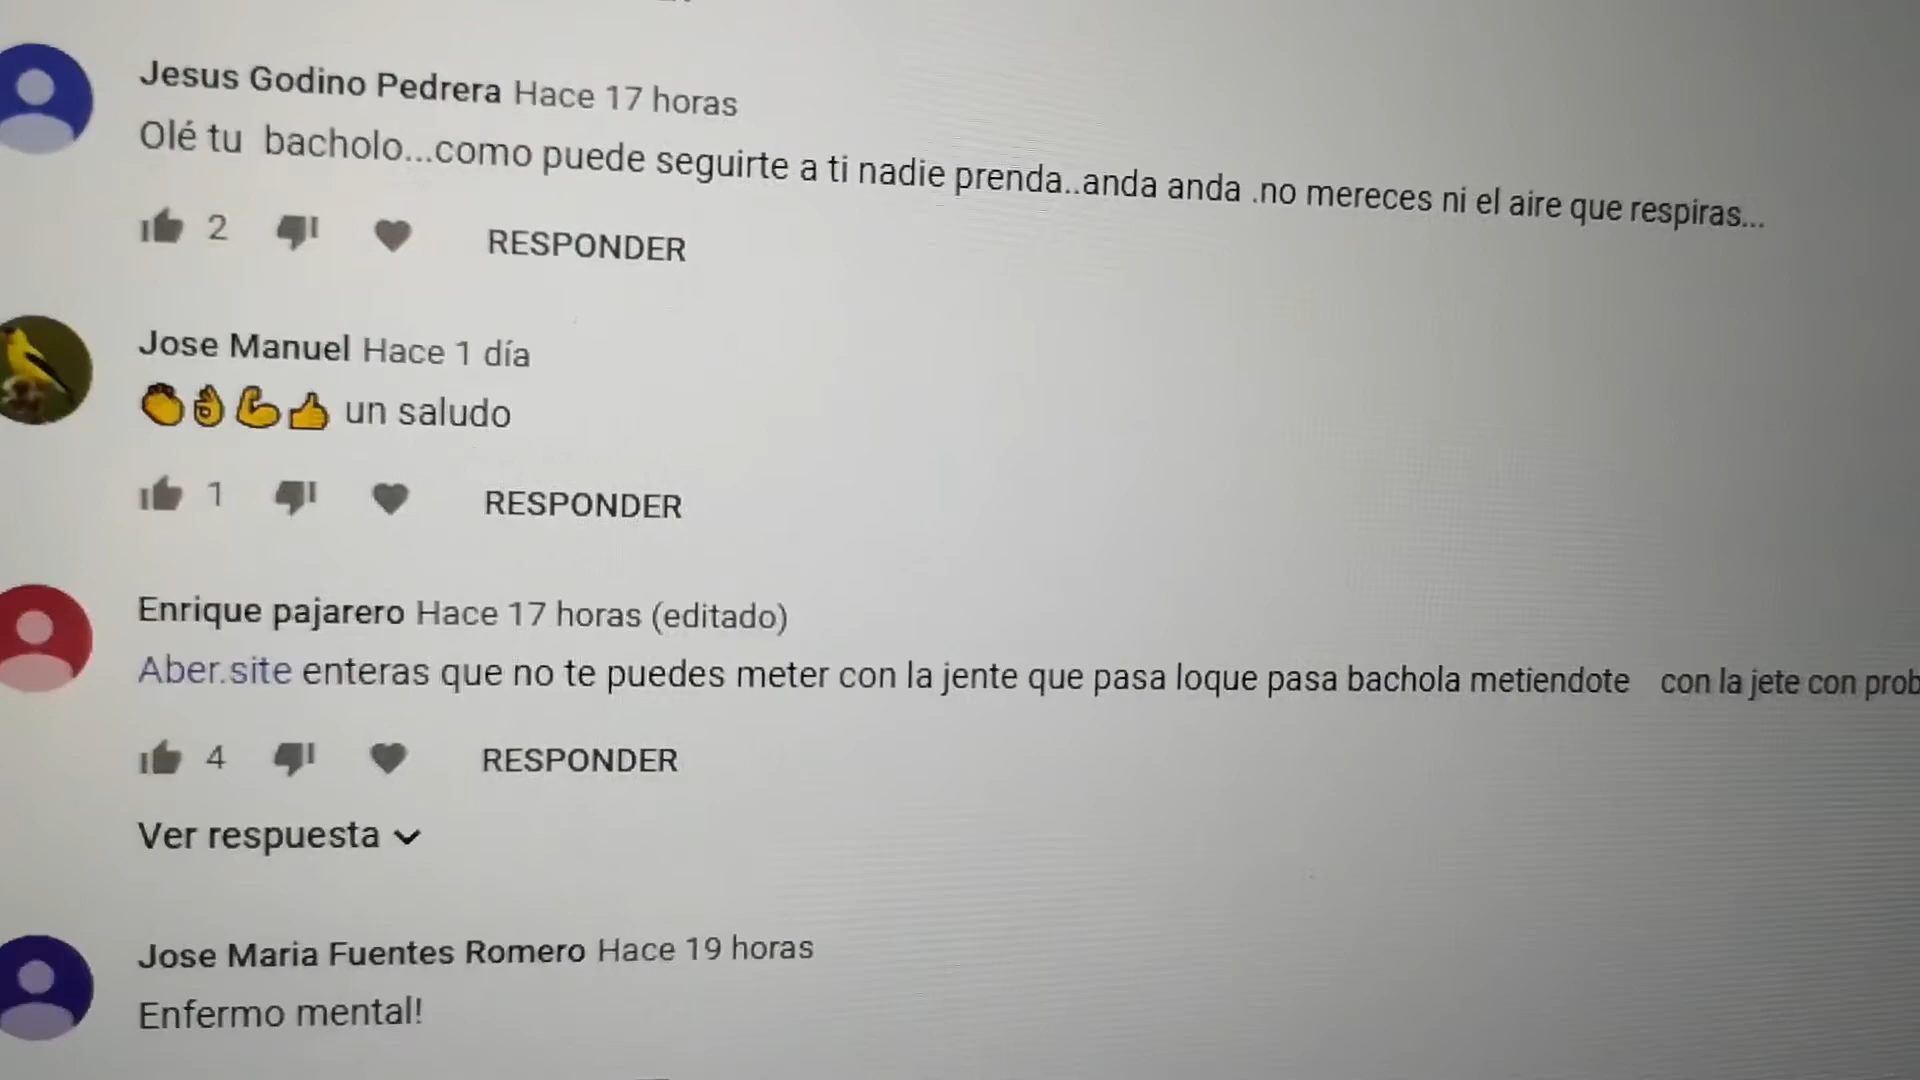 Jesus Godino Pedrera Hace 17 horas
Olé tu bacholo...como puede seguirte a ti nadie prenda..anda anda .no mereces ni el aire que respiras...
2 RESPONDER
Jose Manuel Hace 1 día
👏👌💪👍 un saludo
1 RESPONDER
Enrique pajarero Hace 17 horas (editado)
Aber.site enteras que no te puedes meter con la jente que pasa loque pasa bachola metiendote con la jete con prob
4 RESPONDER
Ver respuesta
Jose Maria Fuentes Romero Hace 19 horas
Enfermo mental!